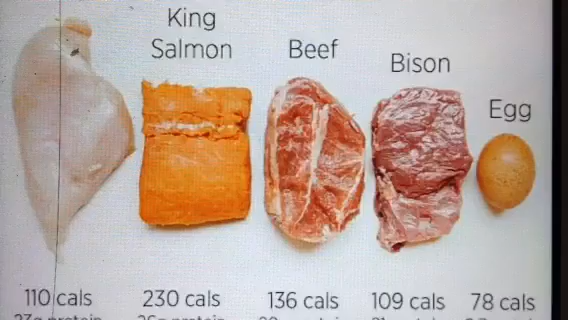 King
Salmon
Beef
Bison
Egg
110 cals
230 cals
136 cals
109 cals
78 cals